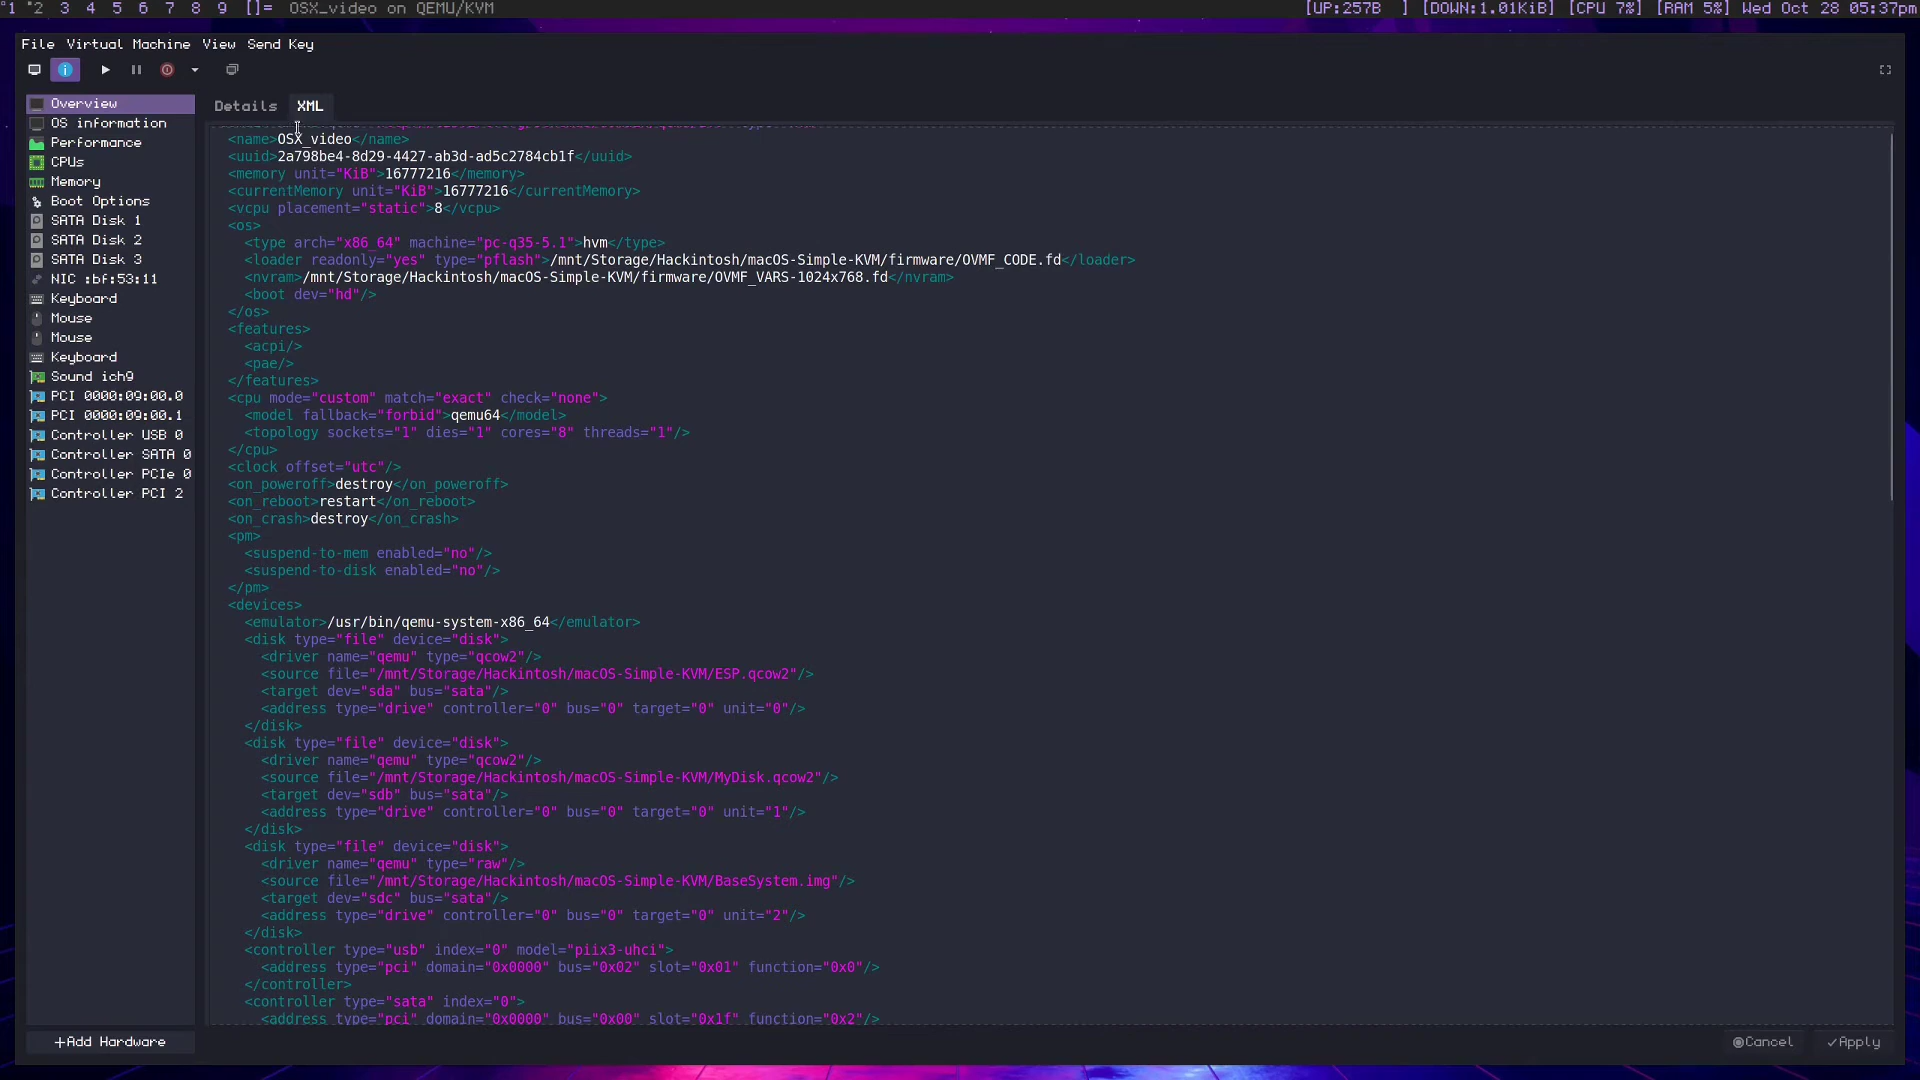 1 2 3 4 5 6 7 8 9 []= OSX_video on QEMU/KVM [UP:257B ] [DOWN:1.01KiB] [CPU 7%] [RAM 5%] Wed Oct 28 05:37pm
File Virtual Machine View Send Key
Details XML
Overview
OS information
Performance
CPUs
Memory
Boot Options
SATA Disk 1
SATA Disk 2
SATA Disk 3
NIC :bf:53:11
Keyboard
Mouse
Mouse
Keyboard
Sound ich9
PCI 0000:09:00.0
PCI 0000:09:00.1
Controller USB 0
Controller SATA 0
Controller PCIe 0
Controller PCI 2
<name>OSX_video</name>
<uuid>2a798be4-8d29-4427-ab3d-ad5c2784cb1f</uuid>
<memory unit="KiB">16777216</memory>
<currentMemory unit="KiB">16777216</currentMemory>
<vcpu placement="static">8</vcpu>
<os>
<type arch="x86_64" machine="pc-q35-5.1">hvm</type>
<loader readonly="yes" type="pflash">/mnt/Storage/Hackintosh/macOS-Simple-KVM/firmware/OVMF_CODE.fd</loader>
<nvram>/mnt/Storage/Hackintosh/macOS-Simple-KVM/firmware/OVMF_VARS-1024x768.fd</nvram>
<boot dev="hd"/>
</os>
<features>
<acpi/>
<pae/>
</features>
<cpu mode="custom" match="exact" check="none">
<model fallback="forbid">qemu64</model>
<topology sockets="1" dies="1" cores="8" threads="1"/>
</cpu>
<clock offset="utc"/>
<on_poweroff>destroy</on_poweroff>
<on_reboot>restart</on_reboot>
<on_crash>destroy</on_crash>
<pm>
<suspend-to-mem enabled="no"/>
<suspend-to-disk enabled="no"/>
</pm>
<devices>
<emulator>/usr/bin/qemu-system-x86_64</emulator>
<disk type="file" device="disk">
<driver name="qemu" type="qcow2"/>
<source file="/mnt/Storage/Hackintosh/macOS-Simple-KVM/ESP.qcow2"/>
<target dev="sda" bus="sata"/>
<address type="drive" controller="0" bus="0" target="0" unit="0"/>
</disk>
<disk type="file" device="disk">
<driver name="qemu" type="qcow2"/>
<source file="/mnt/Storage/Hackintosh/macOS-Simple-KVM/MyDisk.qcow2"/>
<target dev="sdb" bus="sata"/>
<address type="drive" controller="0" bus="0" target="0" unit="1"/>
</disk>
<disk type="file" device="disk">
<driver name="qemu" type="raw"/>
<source file="/mnt/Storage/Hackintosh/macOS-Simple-KVM/BaseSystem.img"/>
<target dev="sdc" bus="sata"/>
<address type="drive" controller="0" bus="0" target="0" unit="2"/>
</disk>
<controller type="usb" index="0" model="piix3-uhci">
<address type="pci" domain="0x0000" bus="0x02" slot="0x01" function="0x0"/>
</controller>
<controller type="sata" index="0">
<address type="pci" domain="0x0000" bus="0x00" slot="0x1f" function="0x2"/>
+Add Hardware
Cancel
Apply